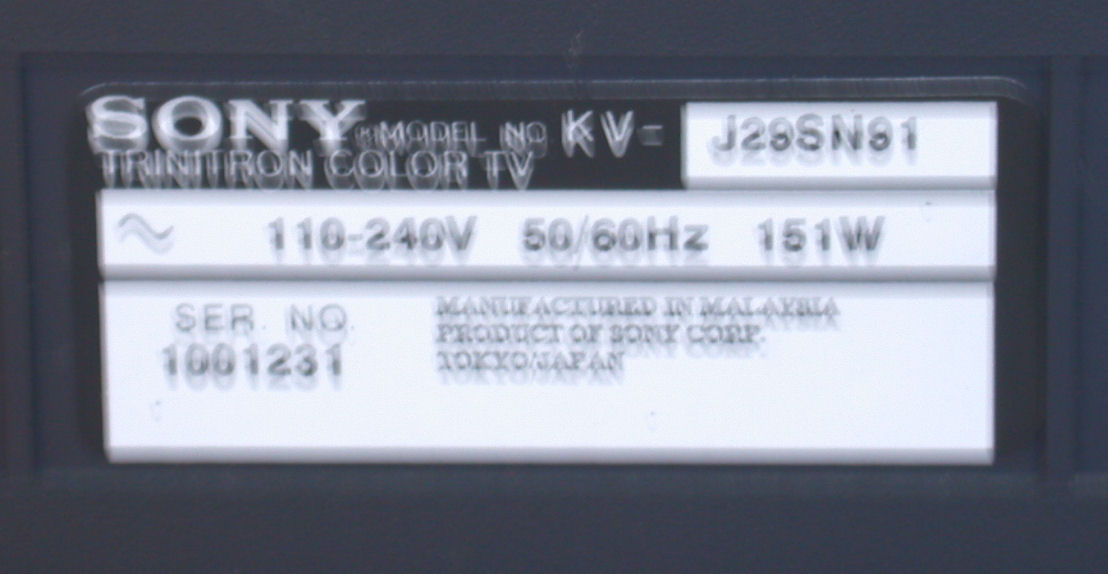 SONY ® MODEL NO KV- J29SN91
TRINITRON COLOR TV
~ 110-240V 50/60Hz 151W
SER. NO.
1001231
MANUFACTURED IN MALAYSIA
PRODUCT OF SONY CORP.
TOKYO/JAPAN